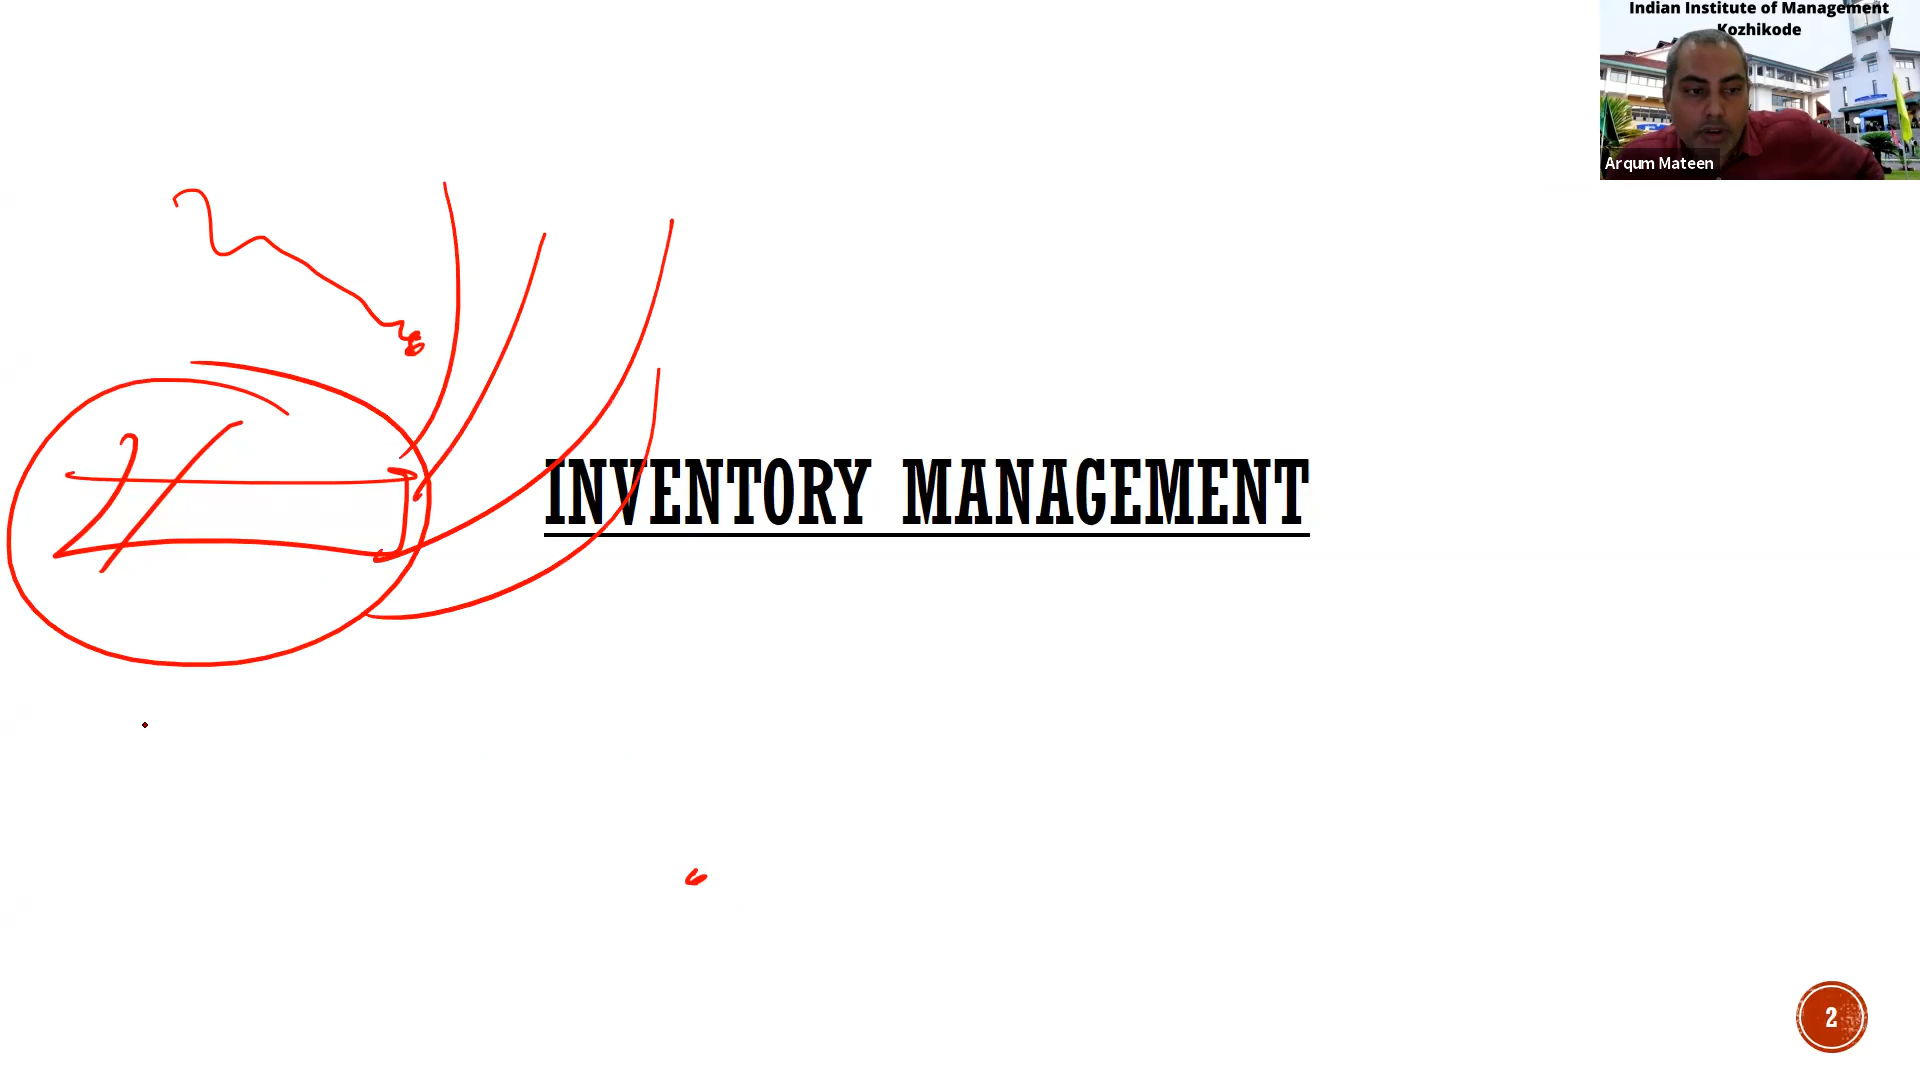 Indian Institute of Management
Kozhikode
Arqum Mateen
INVENTORY MANAGEMENT
2